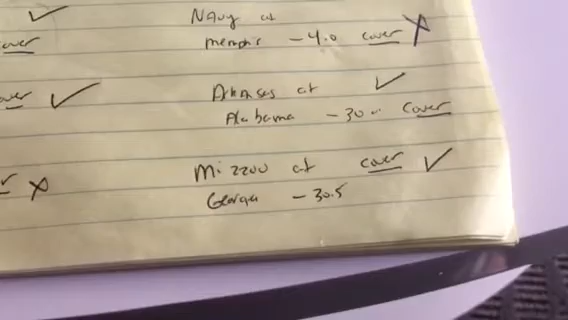 cover
Navy at
Memphis -4.0 cover X
cover
Arkansas at
Alabama -30.. cover
Mizzou at cover
Georgia -30.5
X